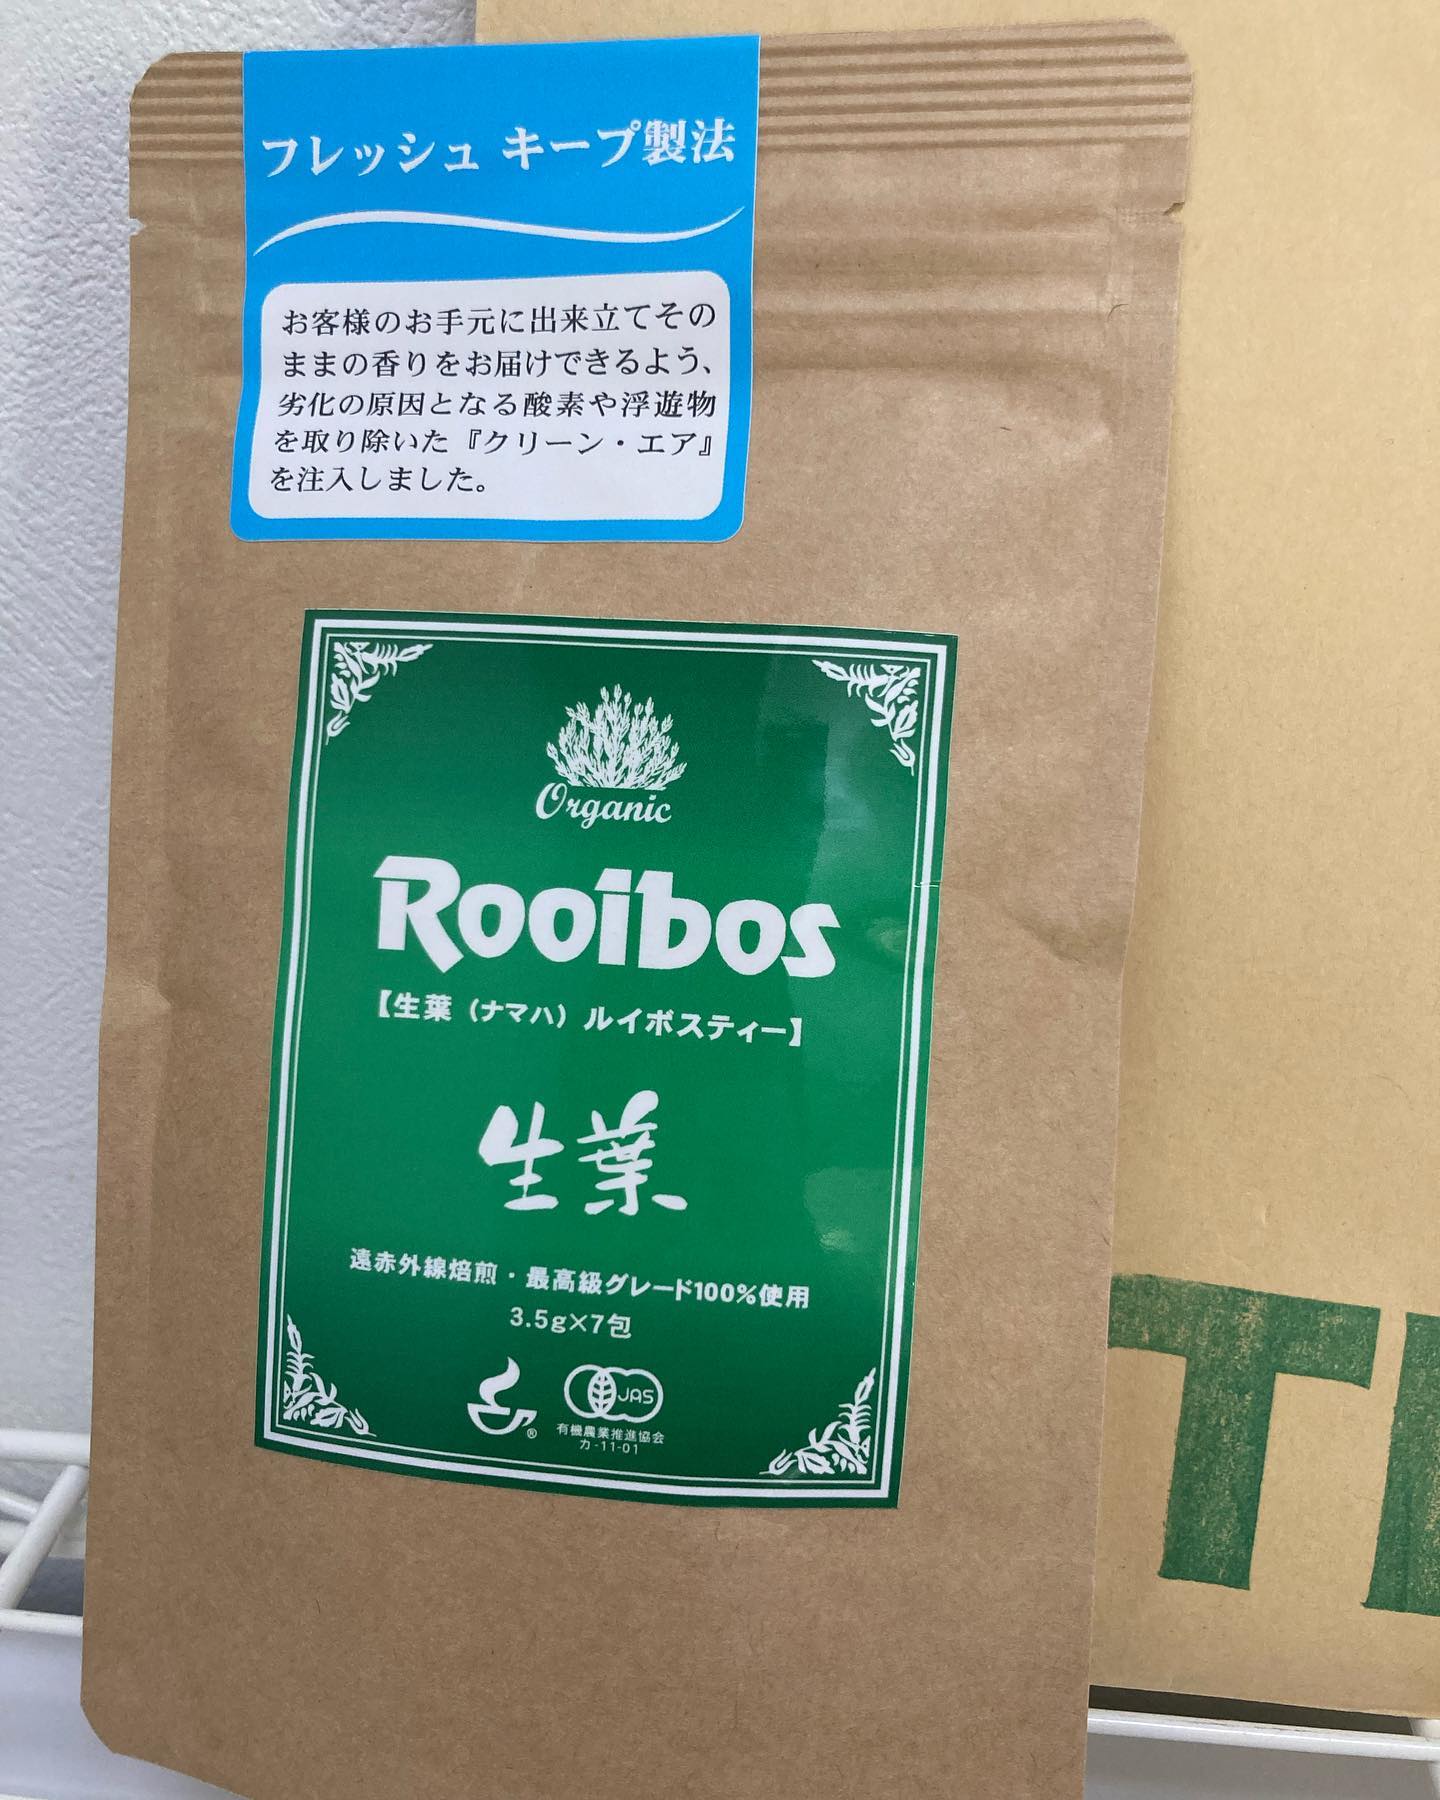 フレッシュ キープ製法
お客様のお手元に出来立てその
ままの香りをお届けできるよう、
劣化の原因となる酸素や浮遊物
を取り除いた『クリーン・エア』
を注入しました。
Organic
Rooibos
【生葉（ナマハ）ルイボスティー】
生葉
遠赤外線焙煎・最高級グレード100%使用
3.5g×7包
®
JAS
有機農業推進協会
カ-11-01